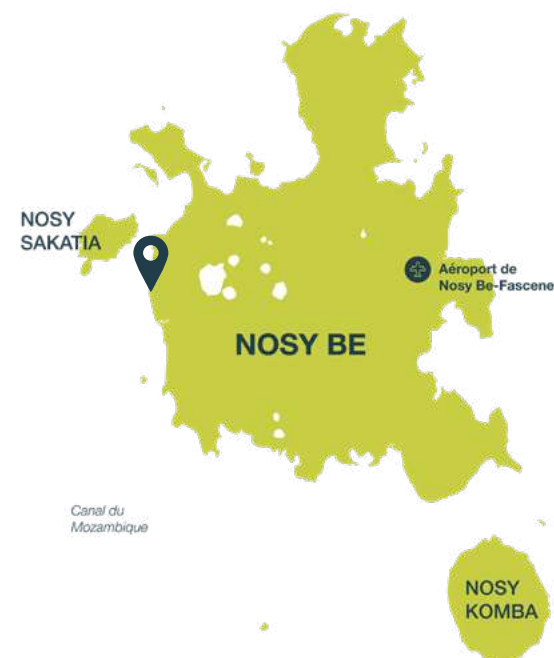 NOSY
SAKATIA
Aéroport de
Nosy Be-Fascene
NOSY BE
Canal du
Mozambique
NOSY
KOMBA